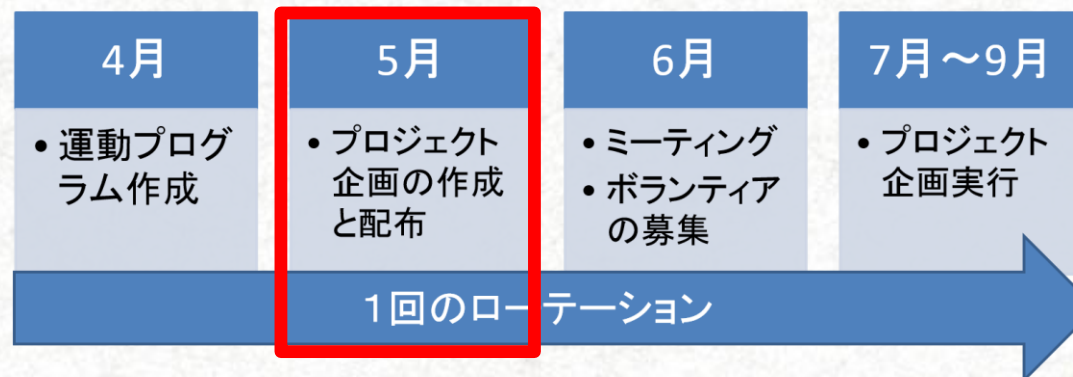 4月
• 運動プログ
ラム作成
5月
• プロジェクト
企画の作成
と配布
6月
• ミーティング
• ボランティア
の募集
7月～9月
• プロジェクト
企画実行
1回のローテーション